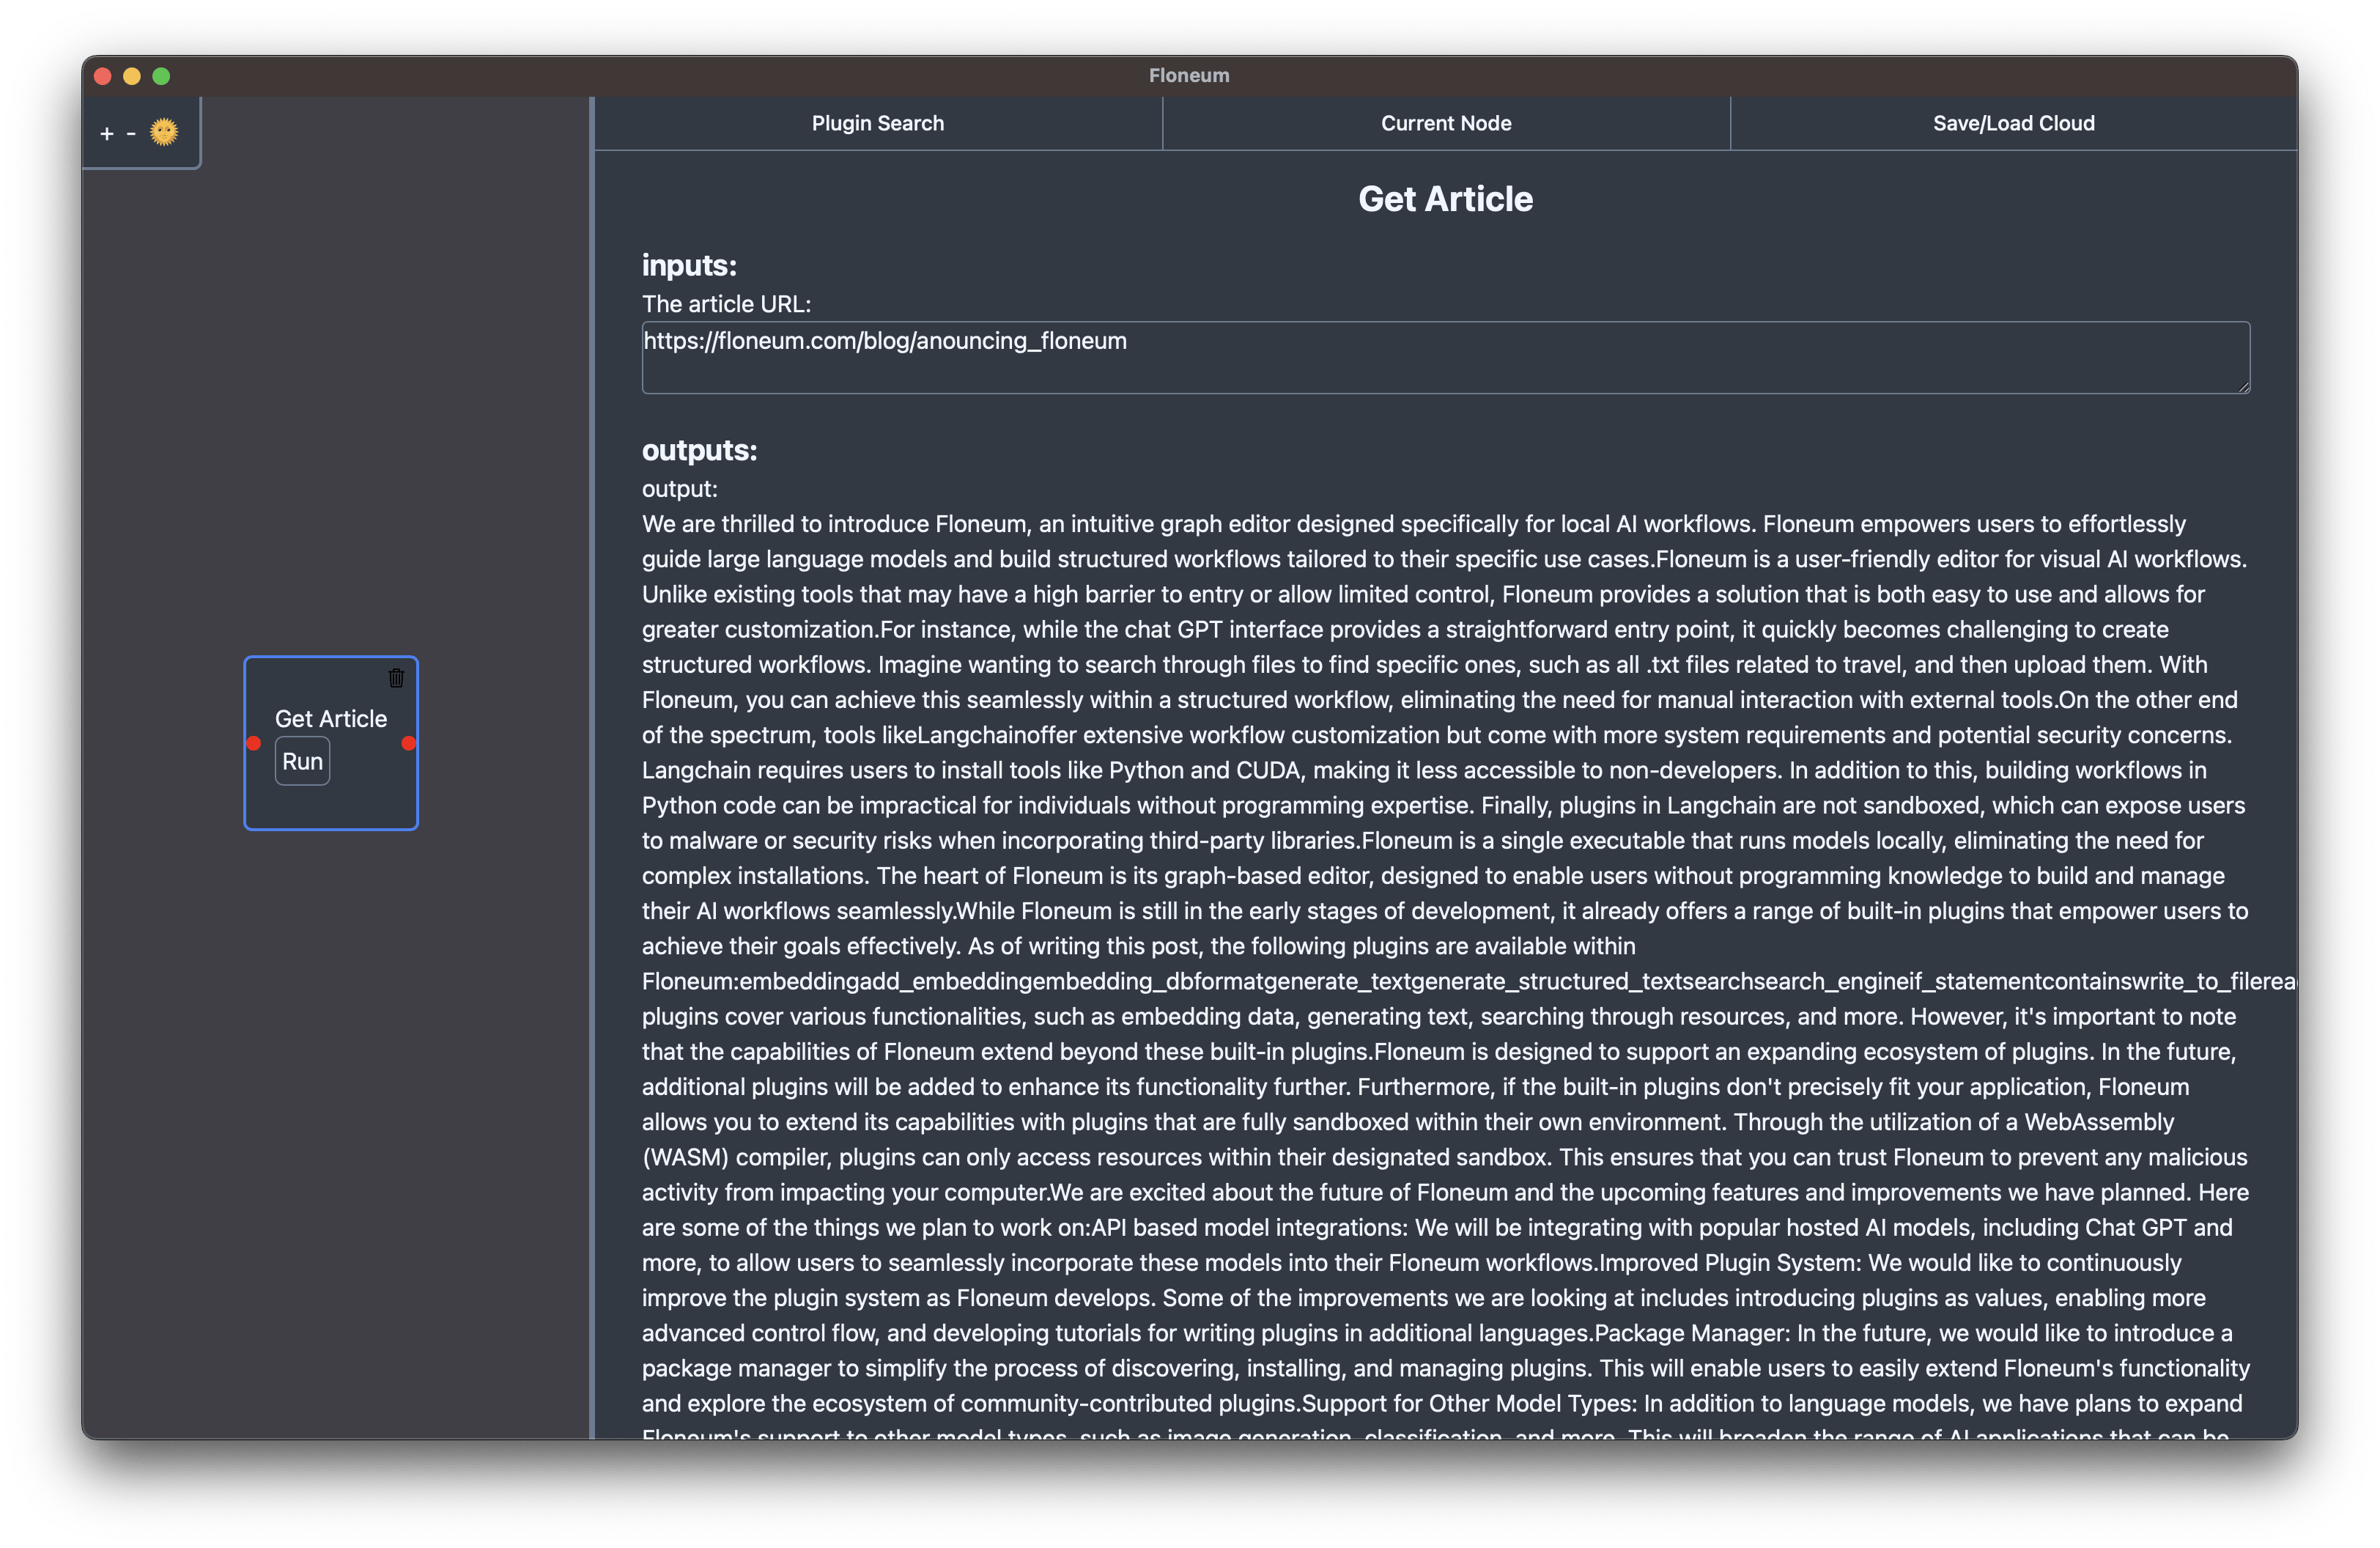 Floneum
+ -
Plugin Search
Current Node
Save/Load Cloud
Get Article
Run
Get Article
inputs:
The article URL:
https://floneum.com/blog/anouncing_floneum
outputs:
output:
We are thrilled to introduce Floneum, an intuitive graph editor designed specifically for local AI workflows. Floneum empowers users to effortlessly
guide large language models and build structured workflows tailored to their specific use cases.Floneum is a user-friendly editor for visual AI workflows.
Unlike existing tools that may have a high barrier to entry or allow limited control, Floneum provides a solution that is both easy to use and allows for
greater customization.For instance, while the chat GPT interface provides a straightforward entry point, it quickly becomes challenging to create
structured workflows. Imagine wanting to search through files to find specific ones, such as all .txt files related to travel, and then upload them. With
Floneum, you can achieve this seamlessly within a structured workflow, eliminating the need for manual interaction with external tools.On the other end
of the spectrum, tools likeLangchainoffer extensive workflow customization but come with more system requirements and potential security concerns.
Langchain requires users to install tools like Python and CUDA, making it less accessible to non-developers. In addition to this, building workflows in
Python code can be impractical for individuals without programming expertise. Finally, plugins in Langchain are not sandboxed, which can expose users
to malware or security risks when incorporating third-party libraries.Floneum is a single executable that runs models locally, eliminating the need for
complex installations. The heart of Floneum is its graph-based editor, designed to enable users without programming knowledge to build and manage
their AI workflows seamlessly.While Floneum is still in the early stages of development, it already offers a range of built-in plugins that empower users to
achieve their goals effectively. As of writing this post, the following plugins are available within
Floneum:embeddingadd_embeddingembedding_dbformatgenerate_textgenerate_structured_textsearchsearch_engineif_statementcontainswrite_to_filerea
plugins cover various functionalities, such as embedding data, generating text, searching through resources, and more. However, it's important to note
that the capabilities of Floneum extend beyond these built-in plugins.Floneum is designed to support an expanding ecosystem of plugins. In the future,
additional plugins will be added to enhance its functionality further. Furthermore, if the built-in plugins don't precisely fit your application, Floneum
allows you to extend its capabilities with plugins that are fully sandboxed within their own environment. Through the utilization of a WebAssembly
(WASM) compiler, plugins can only access resources within their designated sandbox. This ensures that you can trust Floneum to prevent any malicious
activity from impacting your computer.We are excited about the future of Floneum and the upcoming features and improvements we have planned. Here
are some of the things we plan to work on:API based model integrations: We will be integrating with popular hosted AI models, including Chat GPT and
more, to allow users to seamlessly incorporate these models into their Floneum workflows.Improved Plugin System: We would like to continuously
improve the plugin system as Floneum develops. Some of the improvements we are looking at includes introducing plugins as values, enabling more
advanced control flow, and developing tutorials for writing plugins in additional languages.Package Manager: In the future, we would like to introduce a
package manager to simplify the process of discovering, installing, and managing plugins. This will enable users to easily extend Floneum's functionality
and explore the ecosystem of community-contributed plugins.Support for Other Model Types: In addition to language models, we have plans to expand
Floneum's support to other model types, such as image generation, classification, and more. This will broaden the range of AI applications that can be